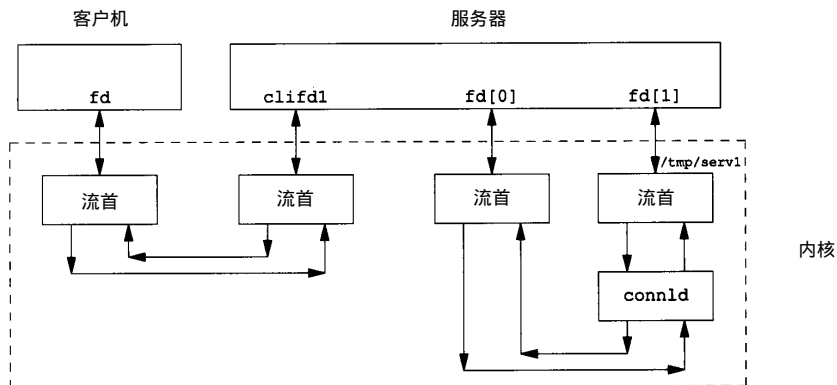 客户机 服务器
fd clifd1 fd[0] fd[1]
/tmp/serv1
流首 流首 流首 流首
内核
connld